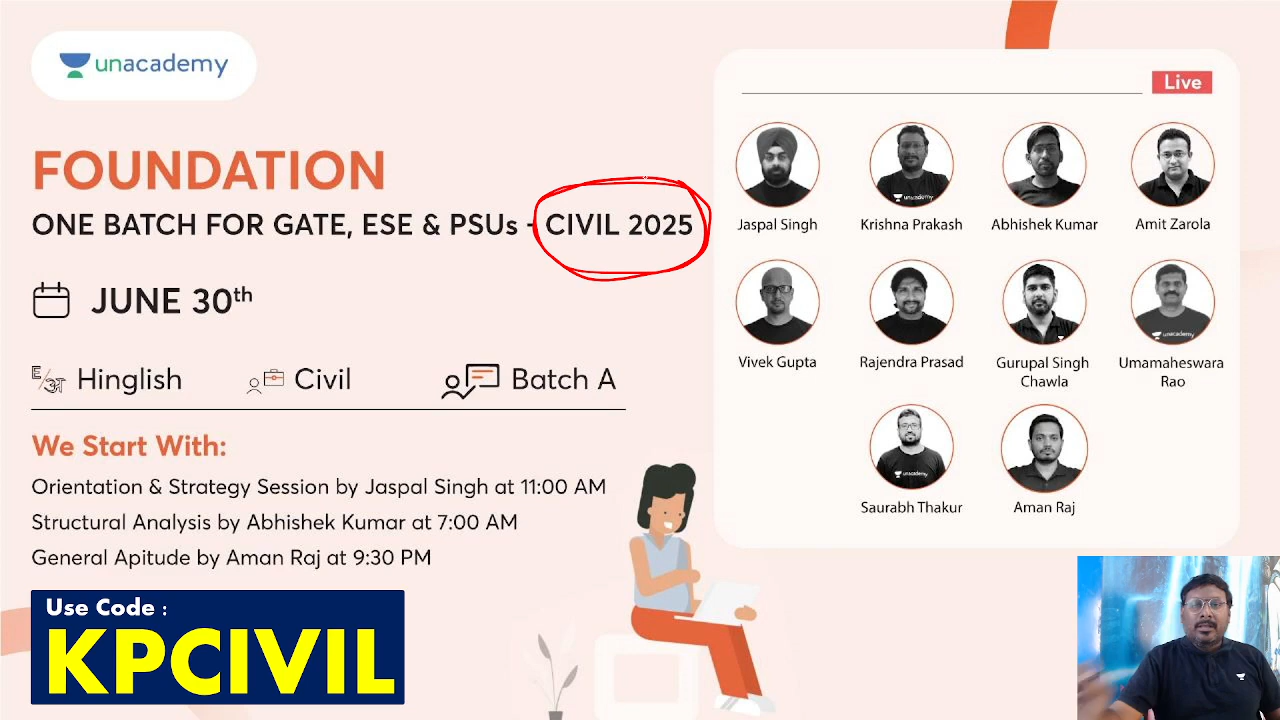 unacademy
FOUNDATION
ONE BATCH FOR GATE, ESE & PSUs - CIVIL 2025
JUNE 30th
E/अ Hinglish
Civil
Batch A
We Start With:
Orientation & Strategy Session by Jaspal Singh at 11:00 AM
Structural Analysis by Abhishek Kumar at 7:00 AM
General Apitude by Aman Raj at 9:30 PM
Use Code :
KPCIVIL
Live
Jaspal Singh
Krishna Prakash
Abhishek Kumar
Amit Zarola
Vivek Gupta
Rajendra Prasad
Gurupal Singh
Chawla
Umamaheswara
Rao
Saurabh Thakur
Aman Raj
unacademy
unacademy
unacademy